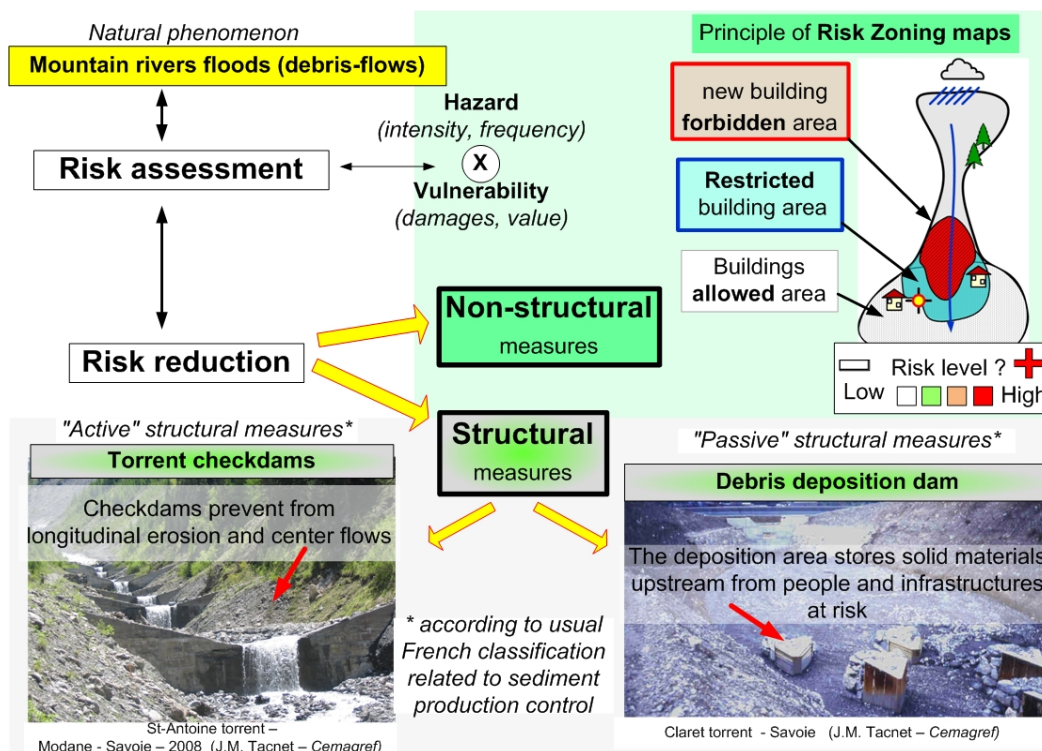 Natural phenomenon
Mountain rivers floods (debris-flows)
Hazard
(intensity, frequency)
Risk assessment
X
Vulnerability
(damages, value)
Risk reduction
Non-structural
measures
Structural
measures
Principle of Risk Zoning maps
new building
forbidden area
Restricted
building area
Buildings
allowed area
Risk level ?
Low
High
"Active" structural measures*
Torrent checkdams
Checkdams prevent from
longitudinal erosion and center flows
St-Antoine torrent –
Modane - Savoie – 2008 (J.M. Tacnet – Cemagref)
* according to usual
French classification
related to sediment
production control
"Passive" structural measures*
Debris deposition dam
The deposition area stores solid materials
upstream from people and infrastructures
at risk
Claret torrent - Savoie (J.M. Tacnet – Cemagref)